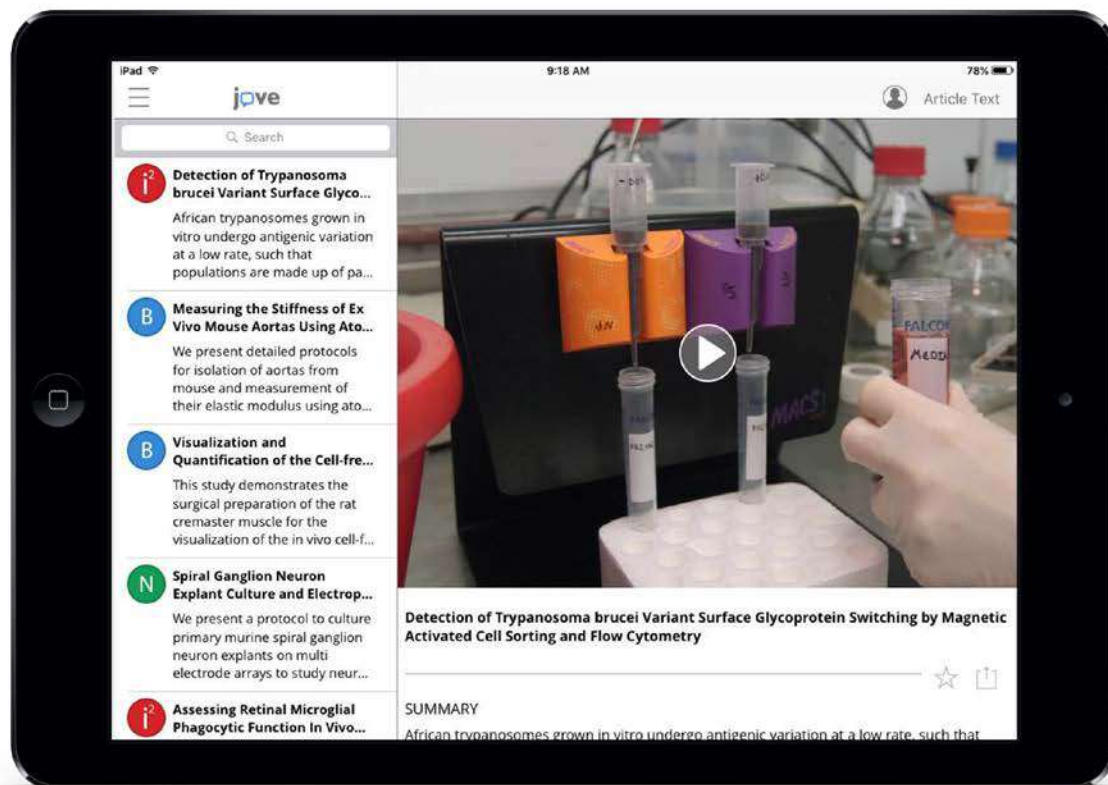 iPad
9:18 AM
78%
jove
Article Text
Search
i²
Detection of Trypanosoma
brucei Variant Surface Glyco...
African trypanosomes grown in
vitro undergo antigenic variation
at a low rate, such that
populations are made up of pa...
B
Measuring the Stiffness of Ex
Vivo Mouse Aortas Using Ato...
We present detailed protocols
for isolation of aortas from
mouse and measurement of
their elastic modulus using ato...
B
Visualization and
Quantification of the Cell-fre...
This study demonstrates the
surgical preparation of the rat
cremaster muscle for the
visualization of the in vivo cell-f...
N
Spiral Ganglion Neuron
Explant Culture and Electrop...
We present a protocol to culture
primary murine spiral ganglion
neuron explants on multi
electrode arrays to study neur...
i²
Assessing Retinal Microglial
Phagocytic Function In Vivo...
FALCON
MACS
Detection of Trypanosoma brucei Variant Surface Glycoprotein Switching by Magnetic
Activated Cell Sorting and Flow Cytometry
SUMMARY
African trypanosomes grown in vitro undergo antigenic variation at a low rate, such that